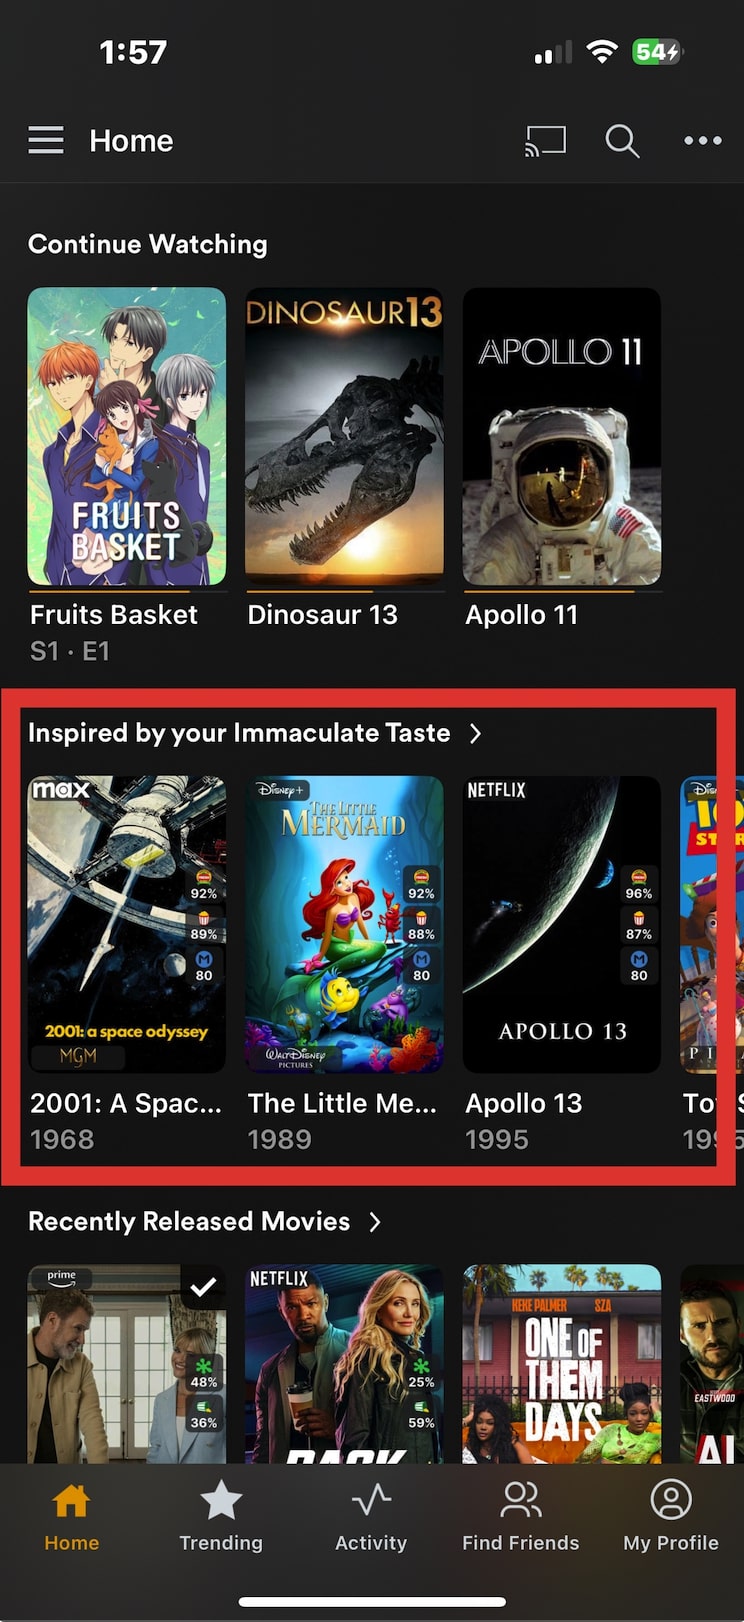 1:57
54
Home
Continue Watching
DINOSAUR 13
APOLLO 11
FRUITS
BASKET
Fruits Basket
Dinosaur 13
Apollo 11
S1 · E1
Inspired by your Immaculate Taste
max
Disney+
THE LITTLE
MERMAID
NETFLIX
92%
89%
80
92%
88%
80
96%
87%
80
2001: a space odyssey
MGM
WALT DISNEY
PICTURES
APOLLO 13
2001: A Spac...
The Little Me...
Apollo 13
1968
1989
1995
Recently Released Movies
prime
48%
36%
NETFLIX
25%
59%
KEKE PALMER
SZA
ONE OF
THEM
DAYS
EASTWOOD
Home
Trending
Activity
Find Friends
My Profile